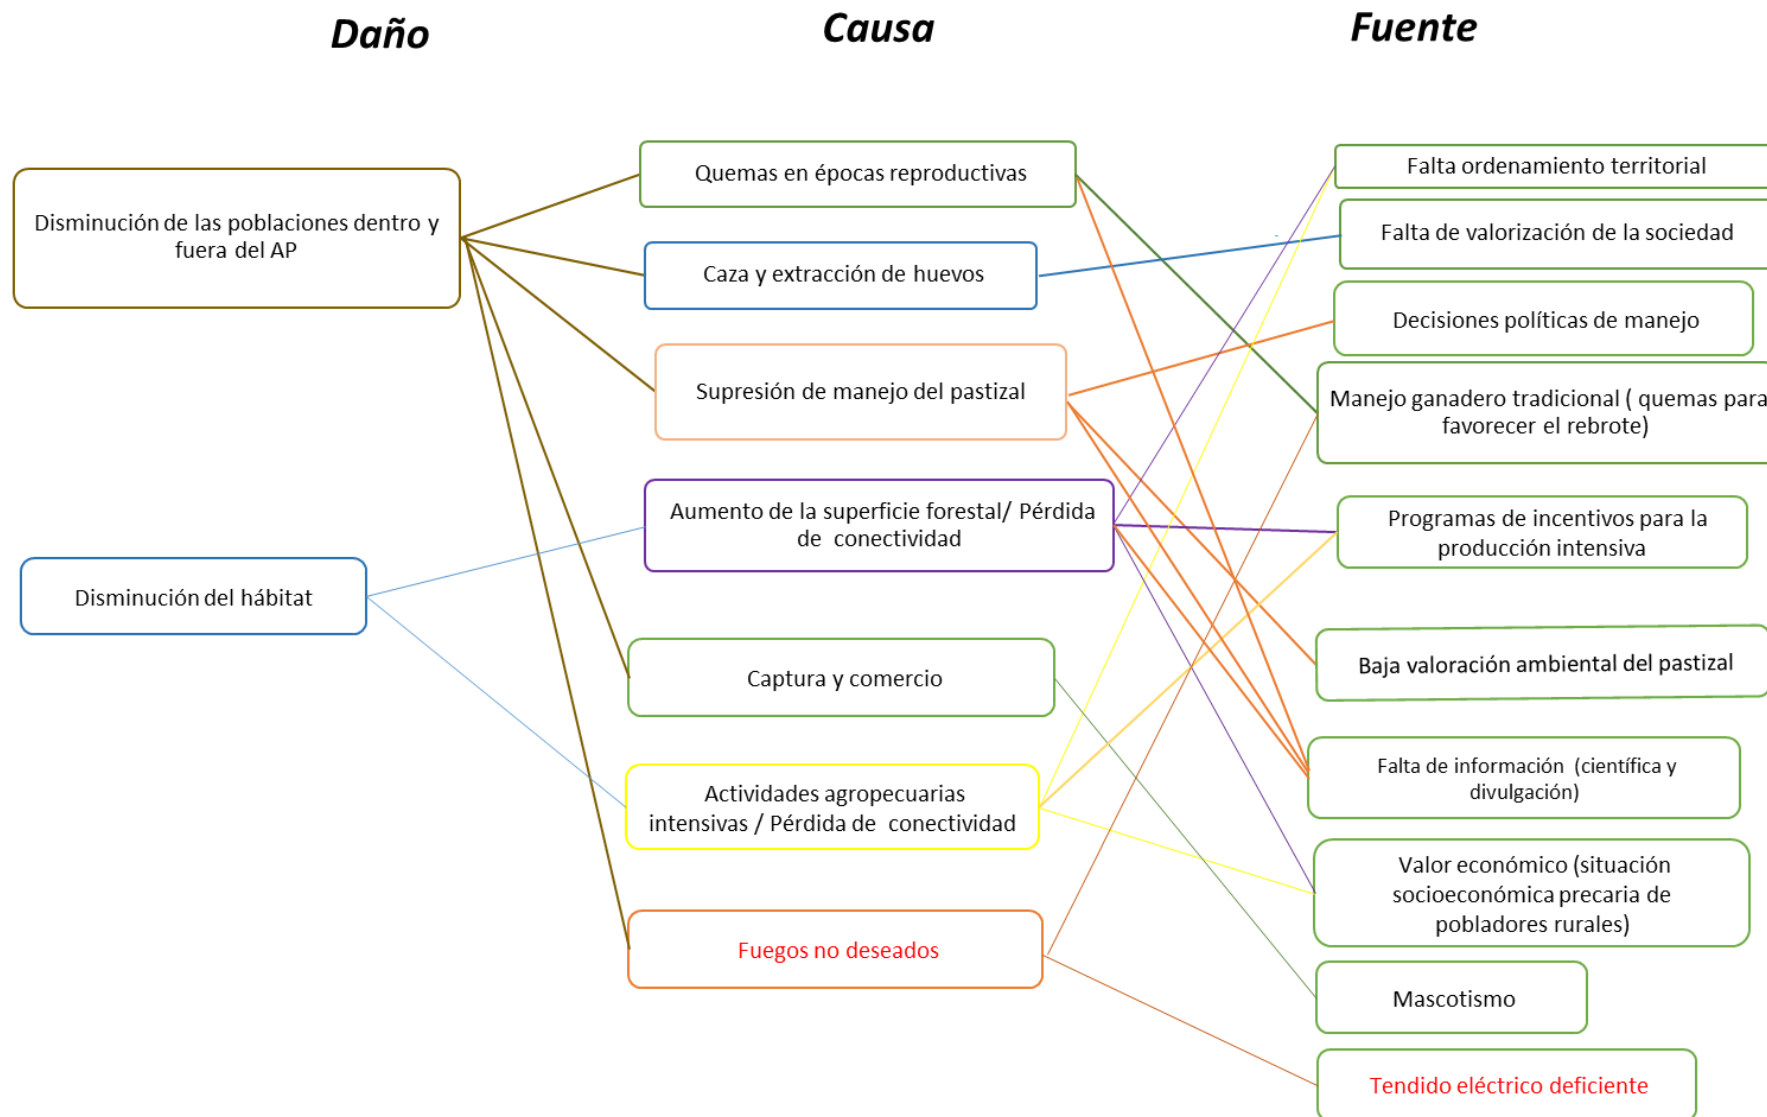 Daño
Causa
Fuente
Disminución de las poblaciones dentro y
fuera del AP
Disminución del hábitat
Quemas en épocas reproductivas
Caza y extracción de huevos
Supresión de manejo del pastizal
Aumento de la superficie forestal/ Pérdida
de conectividad
Captura y comercio
Actividades agropecuarias
intensivas / Pérdida de conectividad
Fuegos no deseados
Falta ordenamiento territorial
Falta de valorización de la sociedad
Decisiones políticas de manejo
Manejo ganadero tradicional ( quemas para
favorecer el rebrote)
Programas de incentivos para la
producción intensiva
Baja valoración ambiental del pastizal
Falta de información (científica y
divulgación)
Valor económico (situación
socioeconómica precaria de
pobladores rurales)
Mascotismo
Tendido eléctrico deficiente